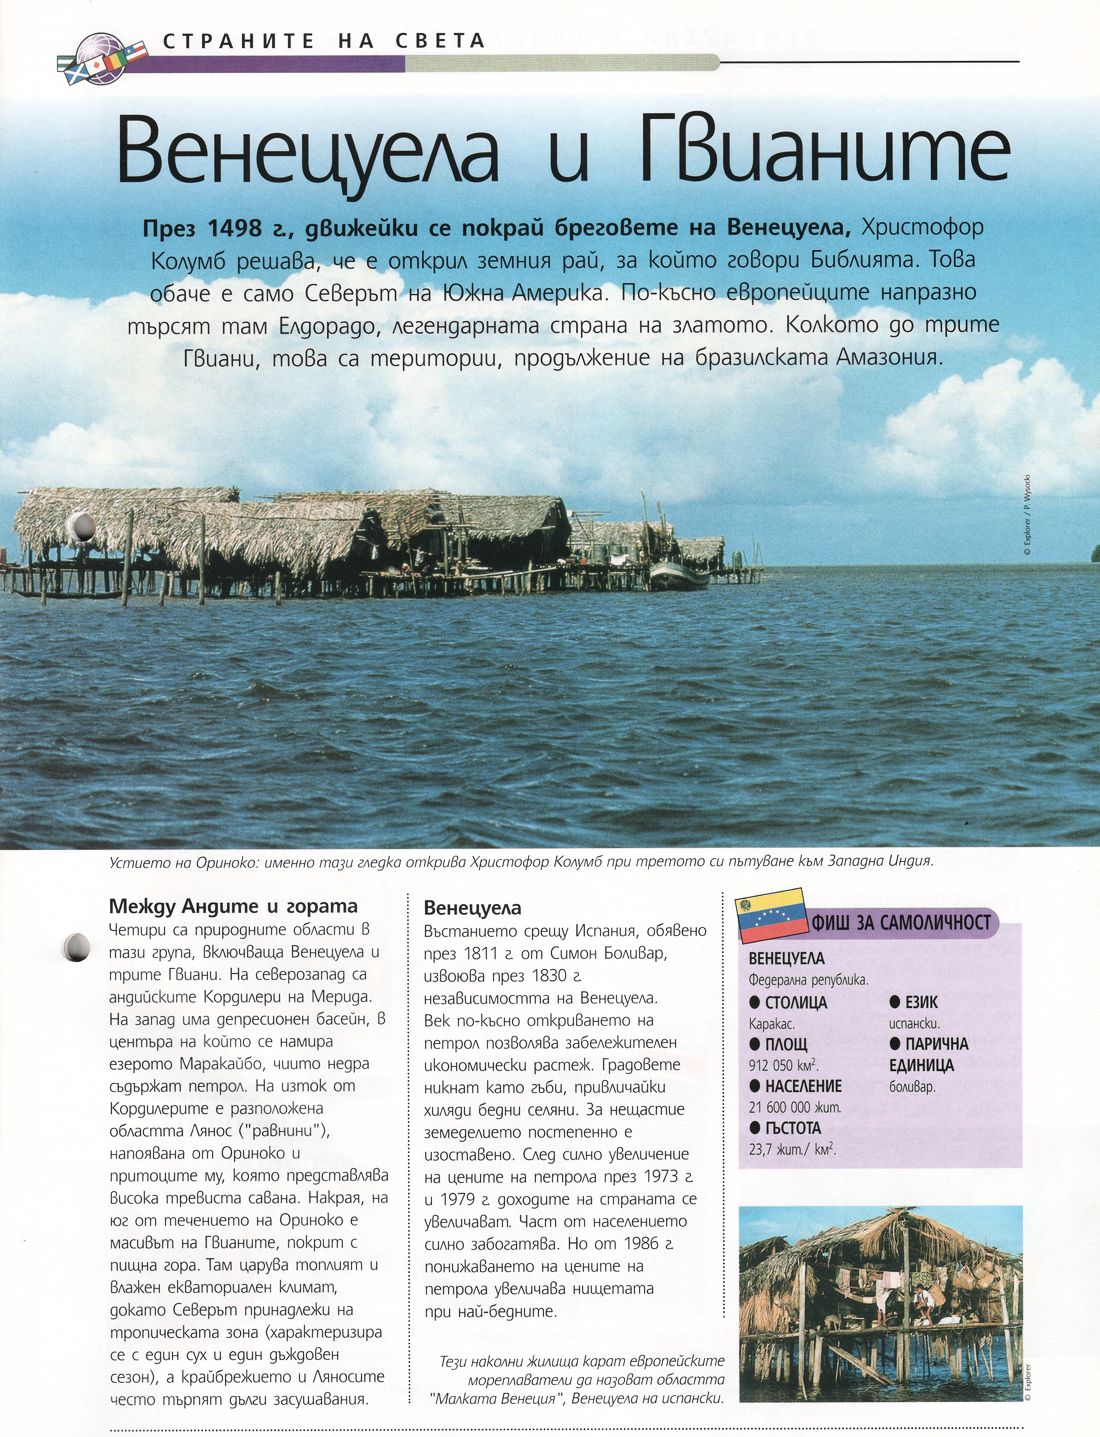 СТРАНИТЕ НА СВЕТА
Венецуела и Гвианите
През 1498 г., движейки се покрай бреговете на Венецуела, Христофор
Колумб решава, че е открил земния рай, за който говори Библията. Това
обаче е само Северът на Южна Америка. По-късно европейците напразно
търсят там Елдорадо, легендарната страна на златото. Колкото до трите
Гвиани, това са територии, продължение на бразилската Амазония.
© Explorer / P. Wysocki
Устието на Ориноко: именно тази гледка открива Христофор Колумб при третото си пътуване към Западна Индия.
Между Андите и гората
Четири са природните области в
тази група, включваща Венецуела и
трите Гвиани. На северозапад са
андийските Кордилери на Мерида.
На запад има депресионен басейн, в
центъра на който се намира
езерото Маракайбо, чиито недра
съдържат петрол. На изток от
Кордилерите е разположена
областта Лянос ("равнини"),
напоявана от Ориноко и
притоците му, която представлява
висока тревиста савана. Накрая, на
юг от течението на Ориноко е
масивът на Гвианите, покрит с
пищна гора. Там царува топлият и
влажен екваториален климат,
докато Северът принадлежи на
тропическата зона (характеризира
се с един сух и един дъждовен
сезон), а крайбрежието и Ляносите
често търпят дълги засушавания.
Венецуела
Въстанието срещу Испания, обявено
през 1811 г. от Симон Боливар,
извоюва през 1830 г.
независимостта на Венецуела.
Век по-късно откриването на
петрол позволява забележителен
икономически растеж. Градовете
никнат като гъби, привличайки
хиляди бедни селяни. За нещастие
земеделието постепенно е
изоставено. След силно увеличение
на цените на петрола през 1973 г.
и 1979 г. доходите на страната се
увеличават. Част от населението
силно забогатява. Но от 1986 г.
понижаването на цените на
петрола увеличава нищетата
при най-бедните.
Тези наколни жилища карат европейските
мореплаватели да назоват областта
"Малката Венеция", Венецуела на испански.
ФИШ ЗА САМОЛИЧНОСТ
ВЕНЕЦУЕЛА
Федерална република.
● СТОЛИЦА
Каракас.
● ПЛОЩ
912 050 км².
● НАСЕЛЕНИЕ
21 600 000 жит.
● ГЪСТОТА
23,7 жит./ км².
● ЕЗИК
испански.
● ПАРИЧНА
ЕДИНИЦА
боливар.
© Explorer